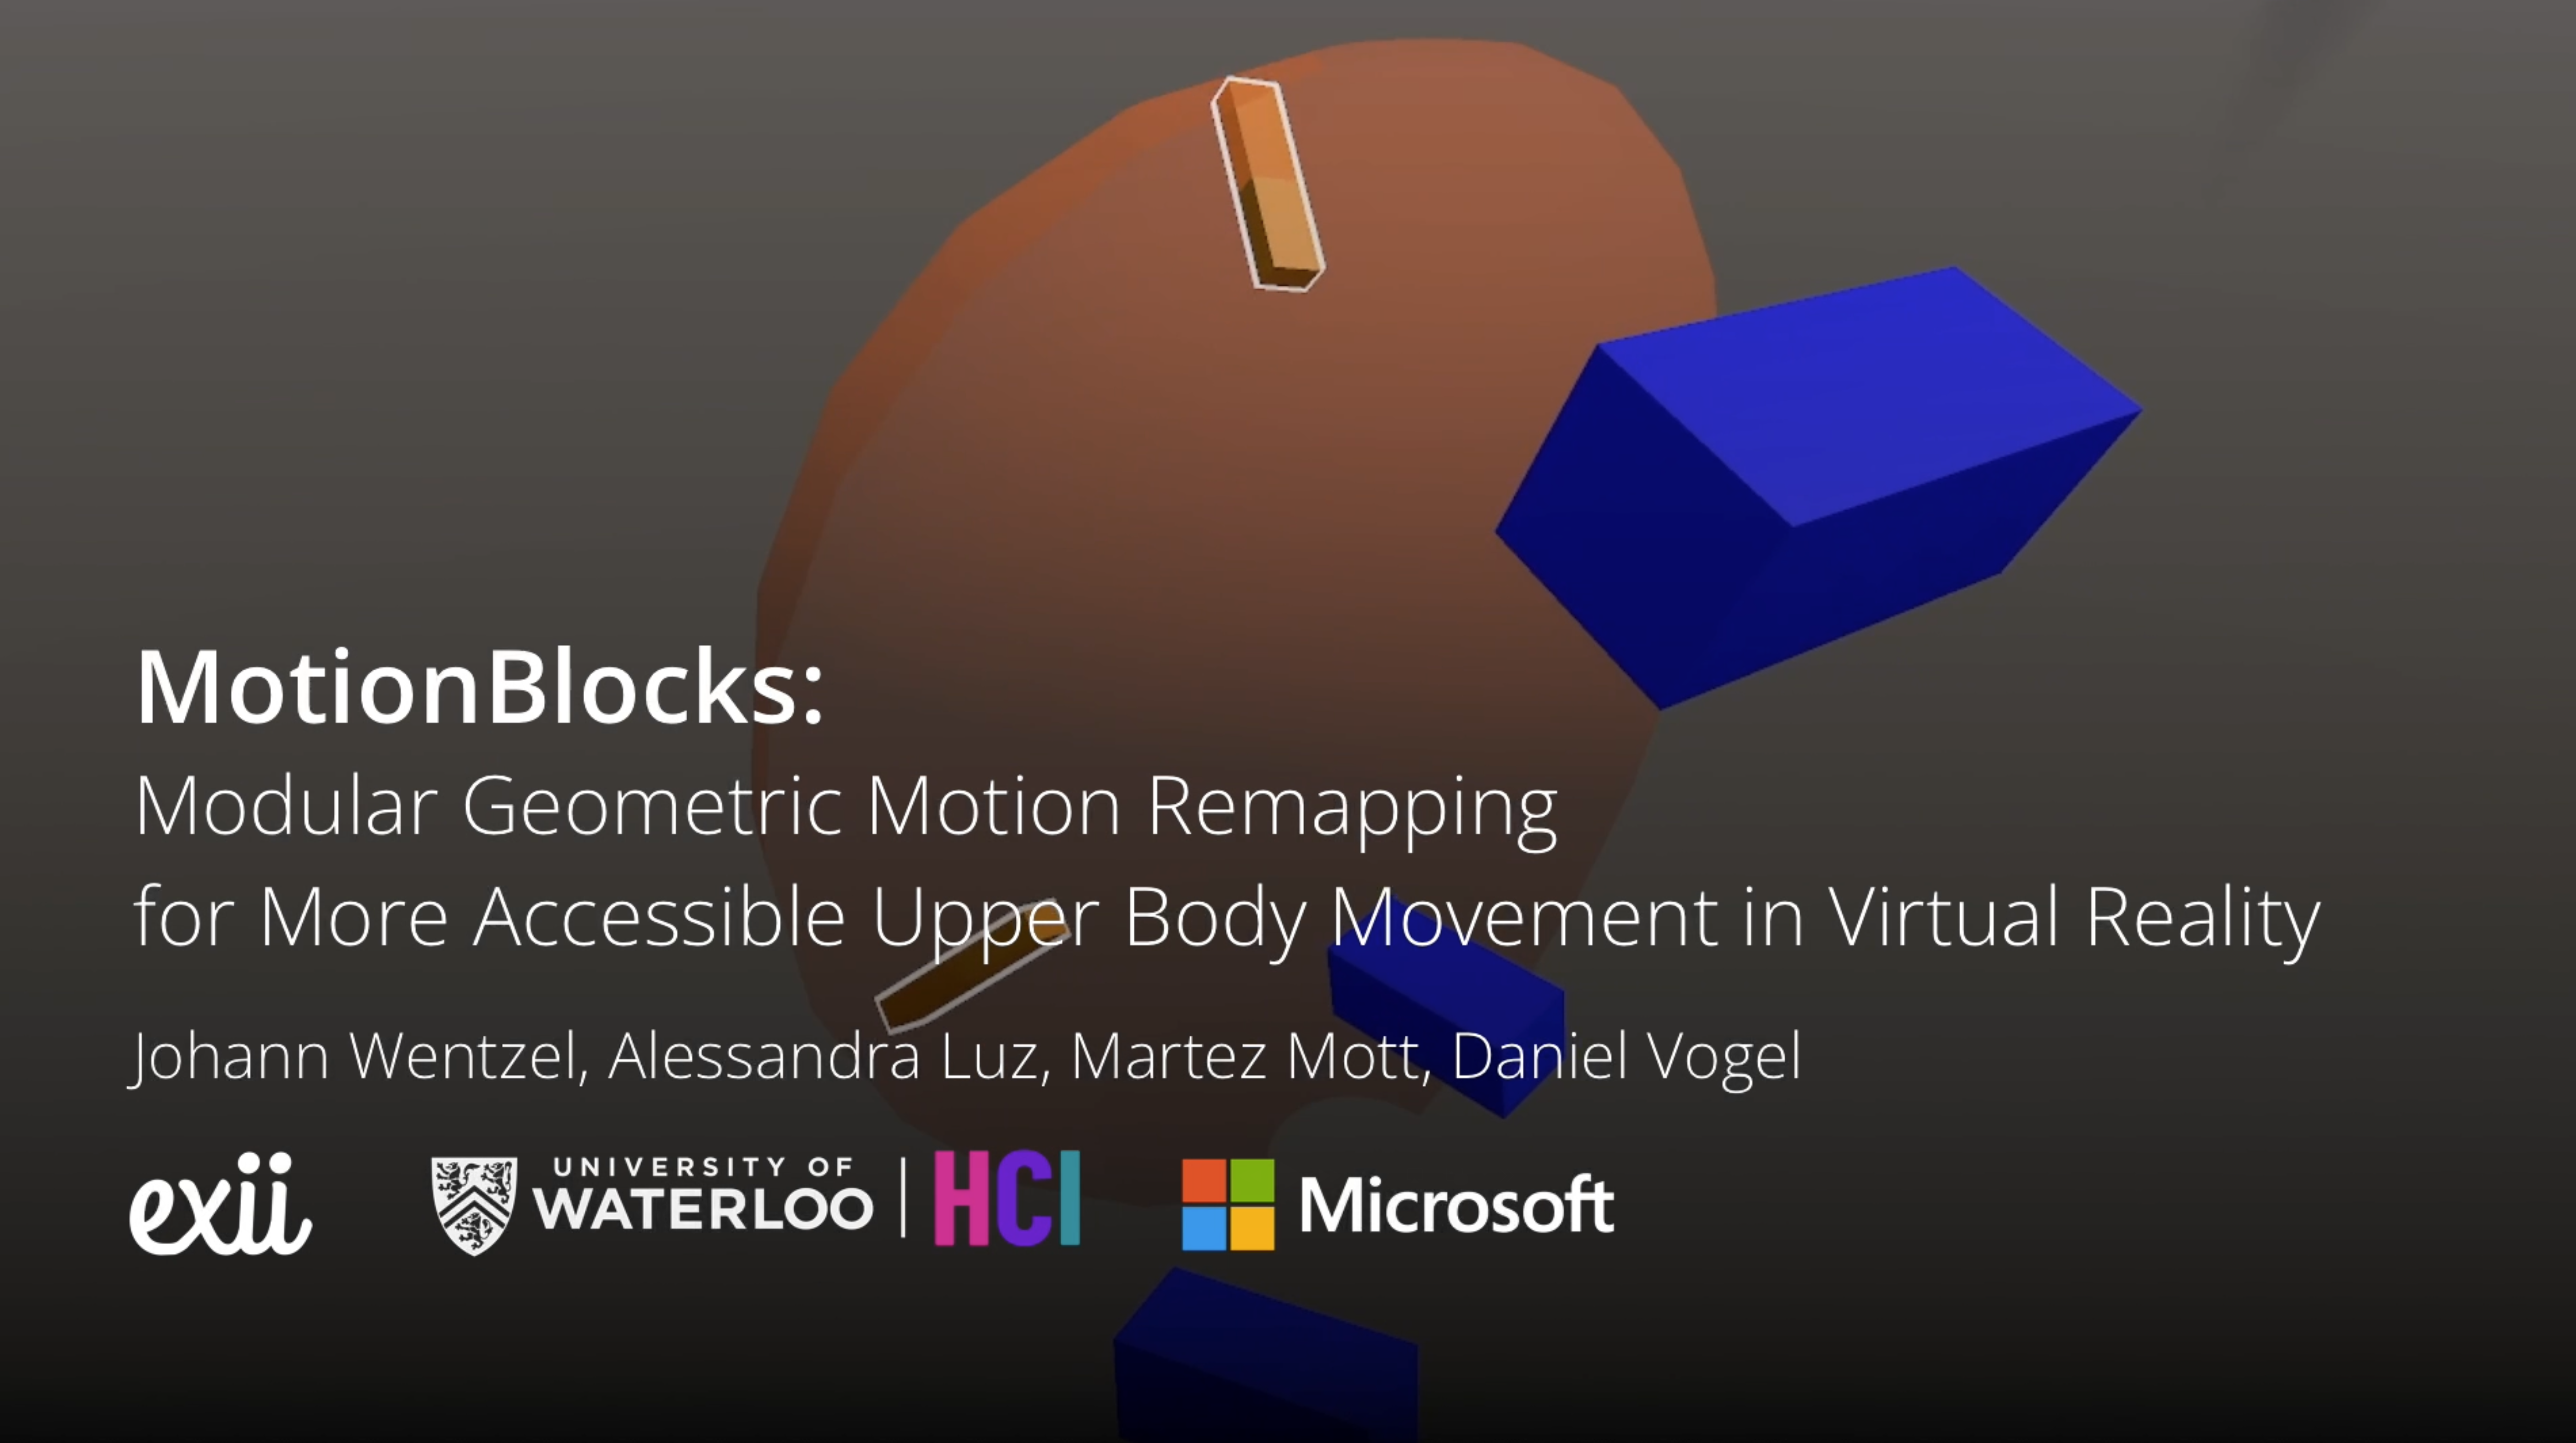 MotionBlocks:
Modular Geometric Motion Remapping
for More Accessible Upper Body Movement in Virtual Reality
Johann Wentzel, Alessandra Luz, Martez Mott, Daniel Vogel
exii
UNIVERSITY OF
WATERLOO
HCI
Microsoft